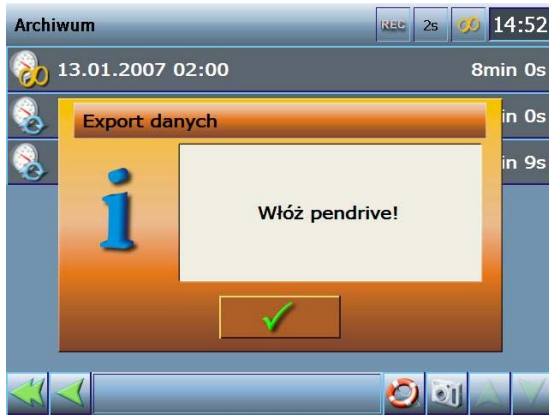 Archiwum REC 2s 14:52
13.01.2007 02:00 8min 0s
in 0s
Export danych
in 9s
Włóż pendrive!